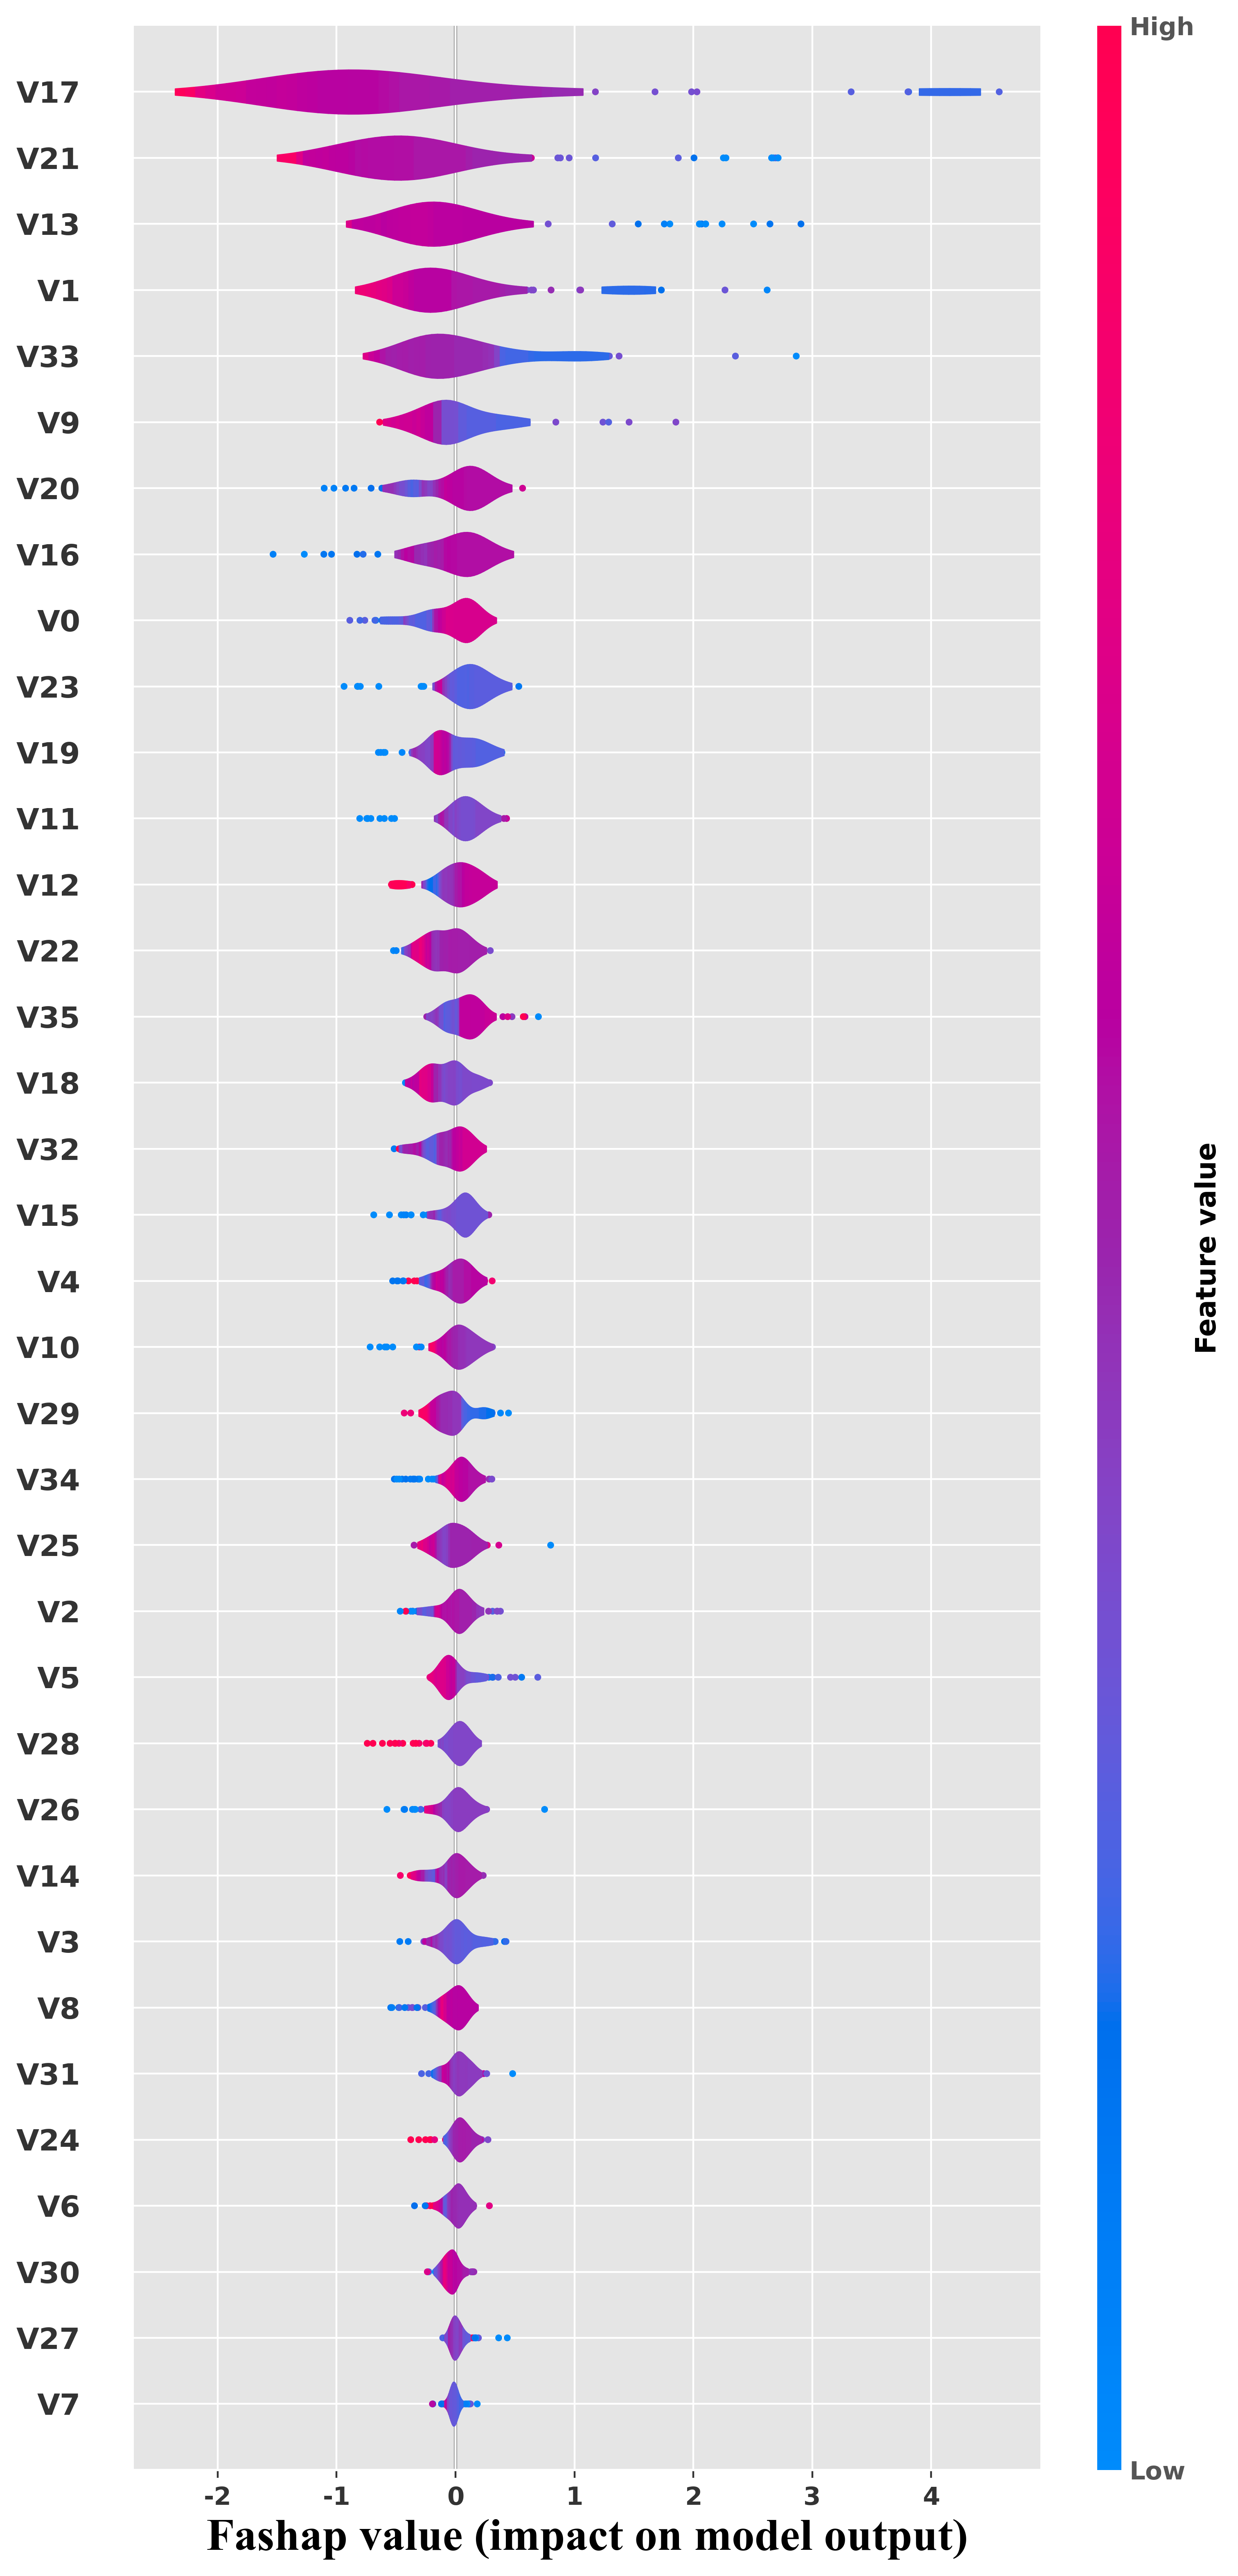 High
V17
V21
V13
V1
V33
V9
V20
V16
V0
V23
V19
V11
V12
V22
V35
V18
V32
V15
V4
V10
V29
V34
V25
V2
V5
V28
V26
V14
V3
V8
V31
V24
V6
V30
V27
V7
Feature value
Low
-2 -1 0 1 2 3 4
Fashap value (impact on model output)